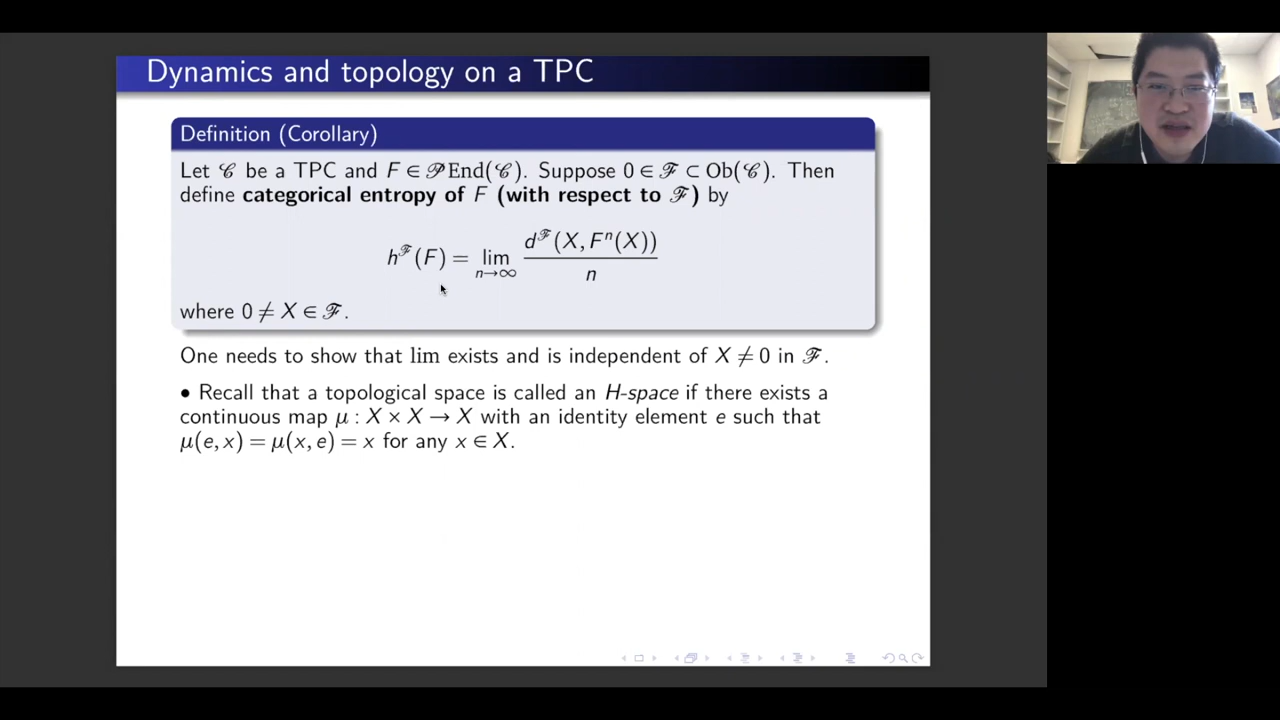 Dynamics and topology on a TPC
Definition (Corollary)
Let 𝒞 be a TPC and F ∈ 𝒫End(𝒞). Suppose 0 ∈ ℱ ⊂ Ob(𝒞). Then
define categorical entropy of F (with respect to ℱ) by
h^ℱ(F) = lim_{n→∞} d^ℱ(X, F^n(X)) / n
where 0 ≠ X ∈ ℱ.
One needs to show that lim exists and is independent of X ≠ 0 in ℱ.
• Recall that a topological space is called an H-space if there exists a
continuous map μ : X × X → X with an identity element e such that
μ(e, x) = μ(x, e) = x for any x ∈ X.